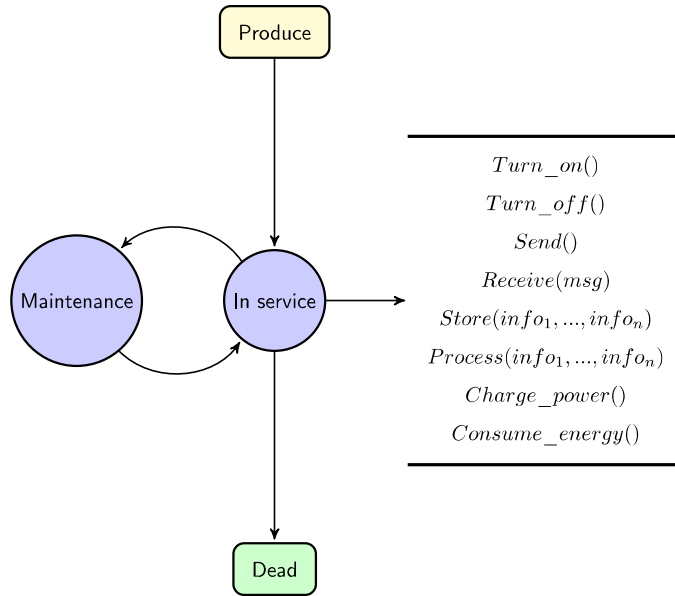 Produce
Turn_on()
Turn_off()
Send()
Receive(msg)
Maintenance
In service
Store(info₁, ..., infoₙ)
Process(info₁, ..., infoₙ)
Charge_power()
Consume_energy()
Dead